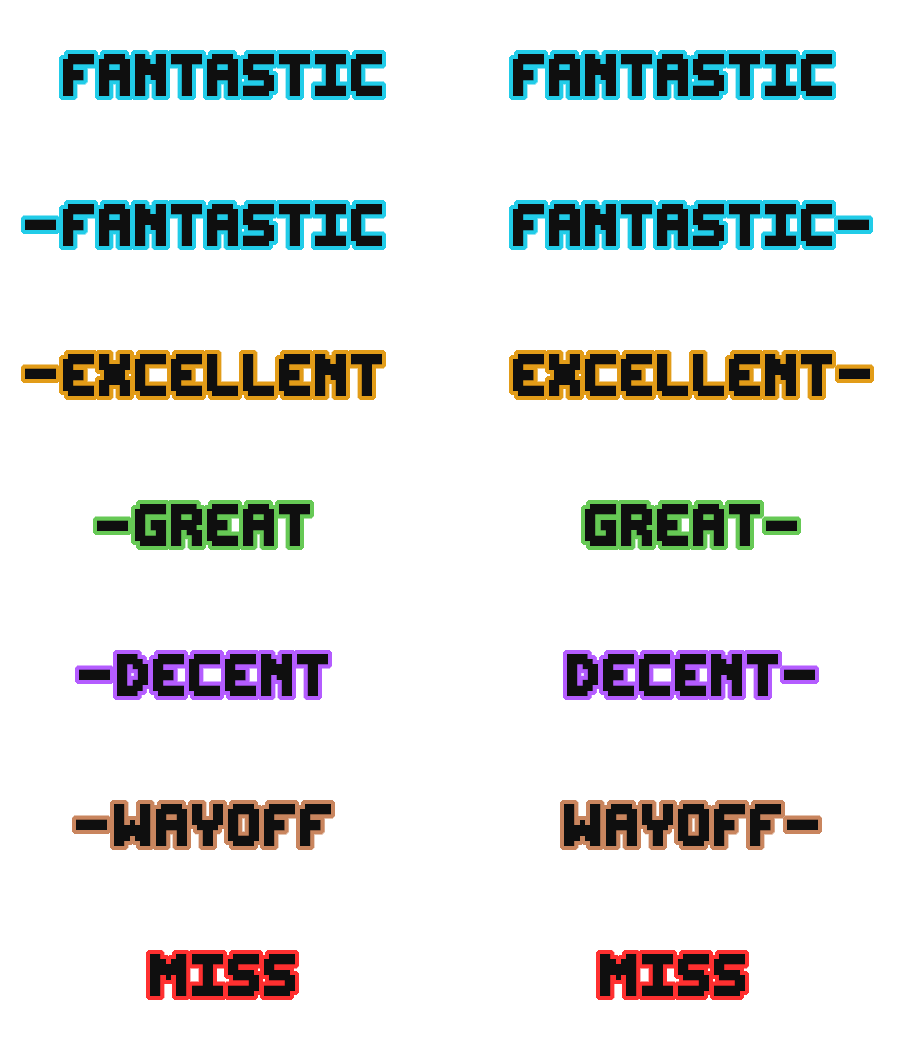 FANTASTIC FANTASTIC
-FANTASTIC FANTASTIC-
-EXCELLENT EXCELLENT-
-GREAT GREAT-
-DECENT DECENT-
-WAYOFF WAYOFF-
MISS MISS